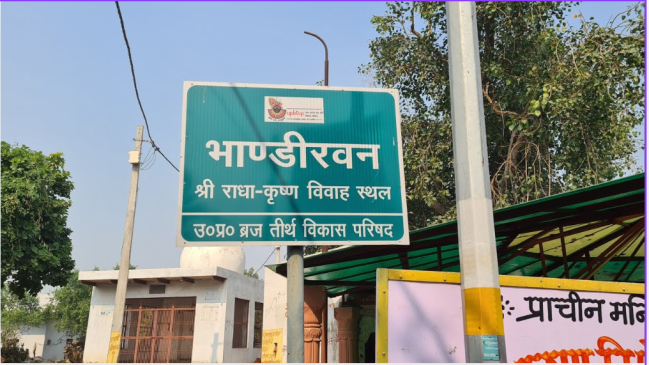 भाण्डीरवन
श्री राधा-कृष्ण विवाह स्थल
उ०प्र० ब्रज तीर्थ विकास परिषद
प्राचीन